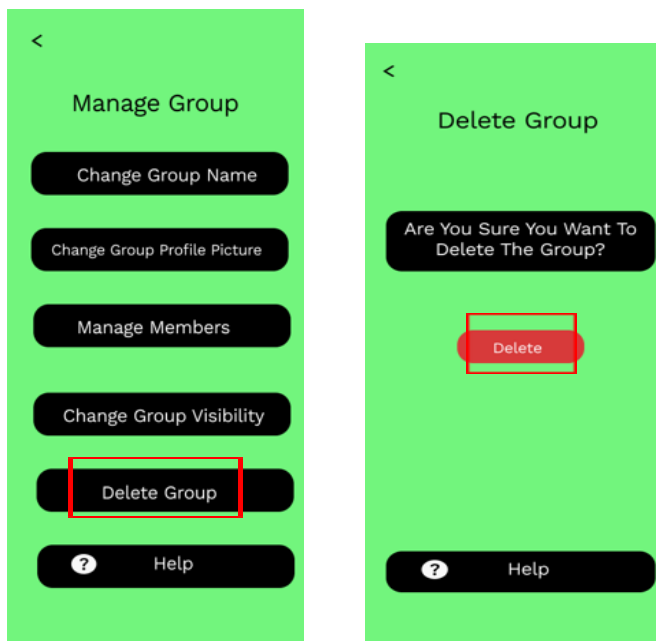 <
Manage Group
Change Group Name
Change Group Profile Picture
Manage Members
Change Group Visibility
Delete Group
? Help
<
Delete Group
Are You Sure You Want To
Delete The Group?
Delete
? Help